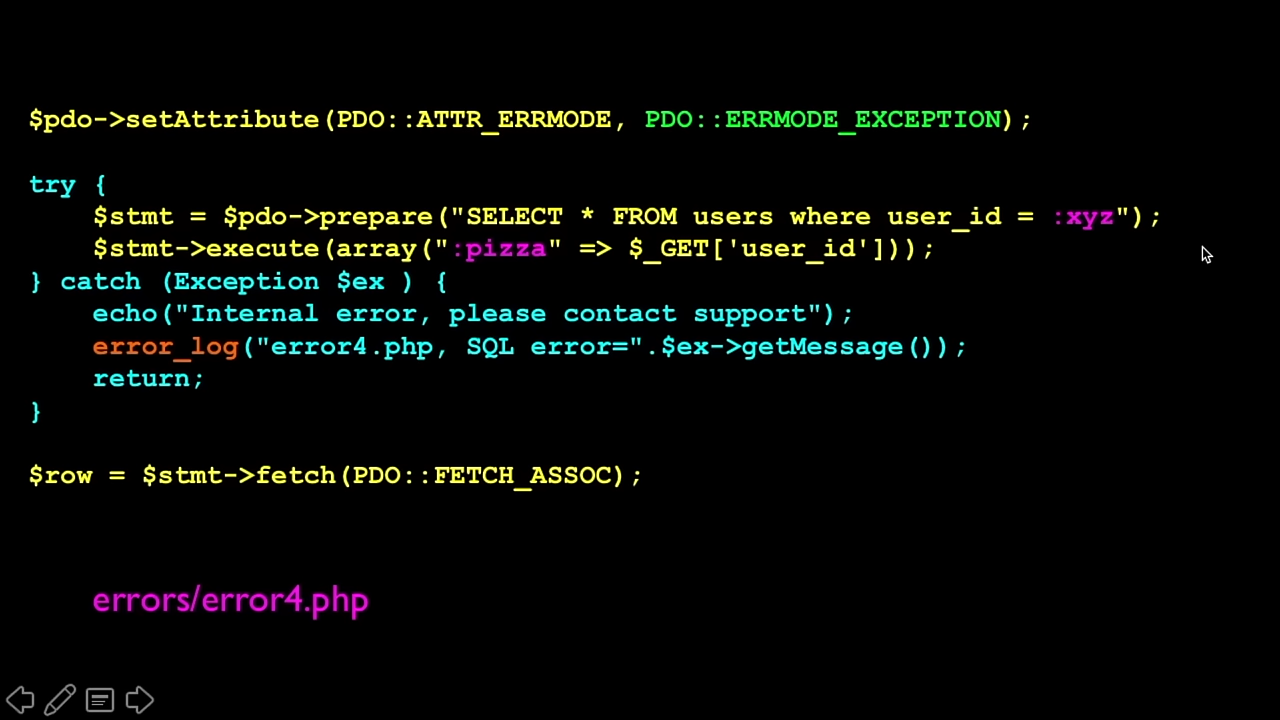 $pdo->setAttribute(PDO::ATTR_ERRMODE, PDO::ERRMODE_EXCEPTION);
try {
    $stmt = $pdo->prepare("SELECT * FROM users where user_id = :xyz");
    $stmt->execute(array(":pizza" => $_GET['user_id']));
} catch (Exception $ex ) {
    echo("Internal error, please contact support");
    error_log("error4.php, SQL error=".$ex->getMessage());
    return;
}
$row = $stmt->fetch(PDO::FETCH_ASSOC);
errors/error4.php